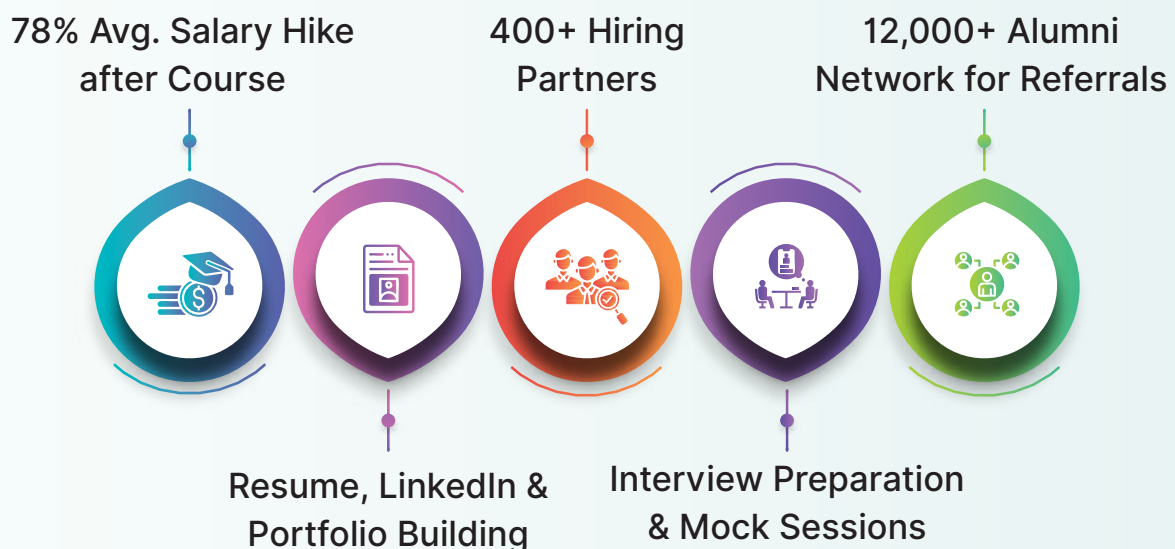 78% Avg. Salary Hike
after Course
400+ Hiring
Partners
12,000+ Alumni
Network for Referrals
$
Resume, LinkedIn &
Portfolio Building
Interview Preparation
& Mock Sessions